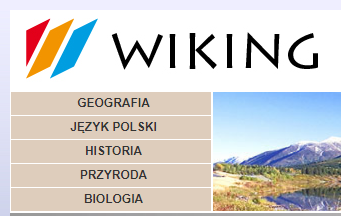 WIKING
GEOGRAFIA
JĘZYK POLSKI
HISTORIA
PRZYRODA
BIOLOGIA